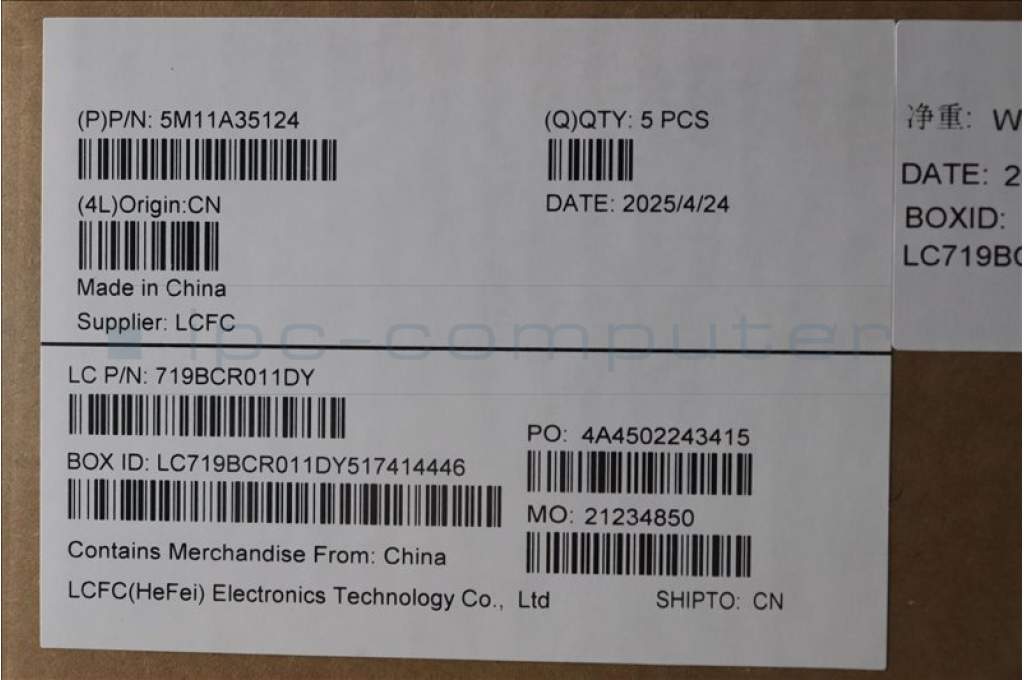 (P)P/N: 5M11A35124
(Q)QTY: 5 PCS
(4L)Origin:CN
DATE: 2025/4/24
Made in China
Supplier: LCFC
ipc-computer
LC P/N: 719BCR011DY
BOX ID: LC719BCR011DY517414446
PO: 4A4502243415
MO: 21234850
Contains Merchandise From: China
LCFC(HeFei) Electronics Technology Co., Ltd
SHIPTO: CN
净重: W
DATE: 2
BOXID:
LC719BC